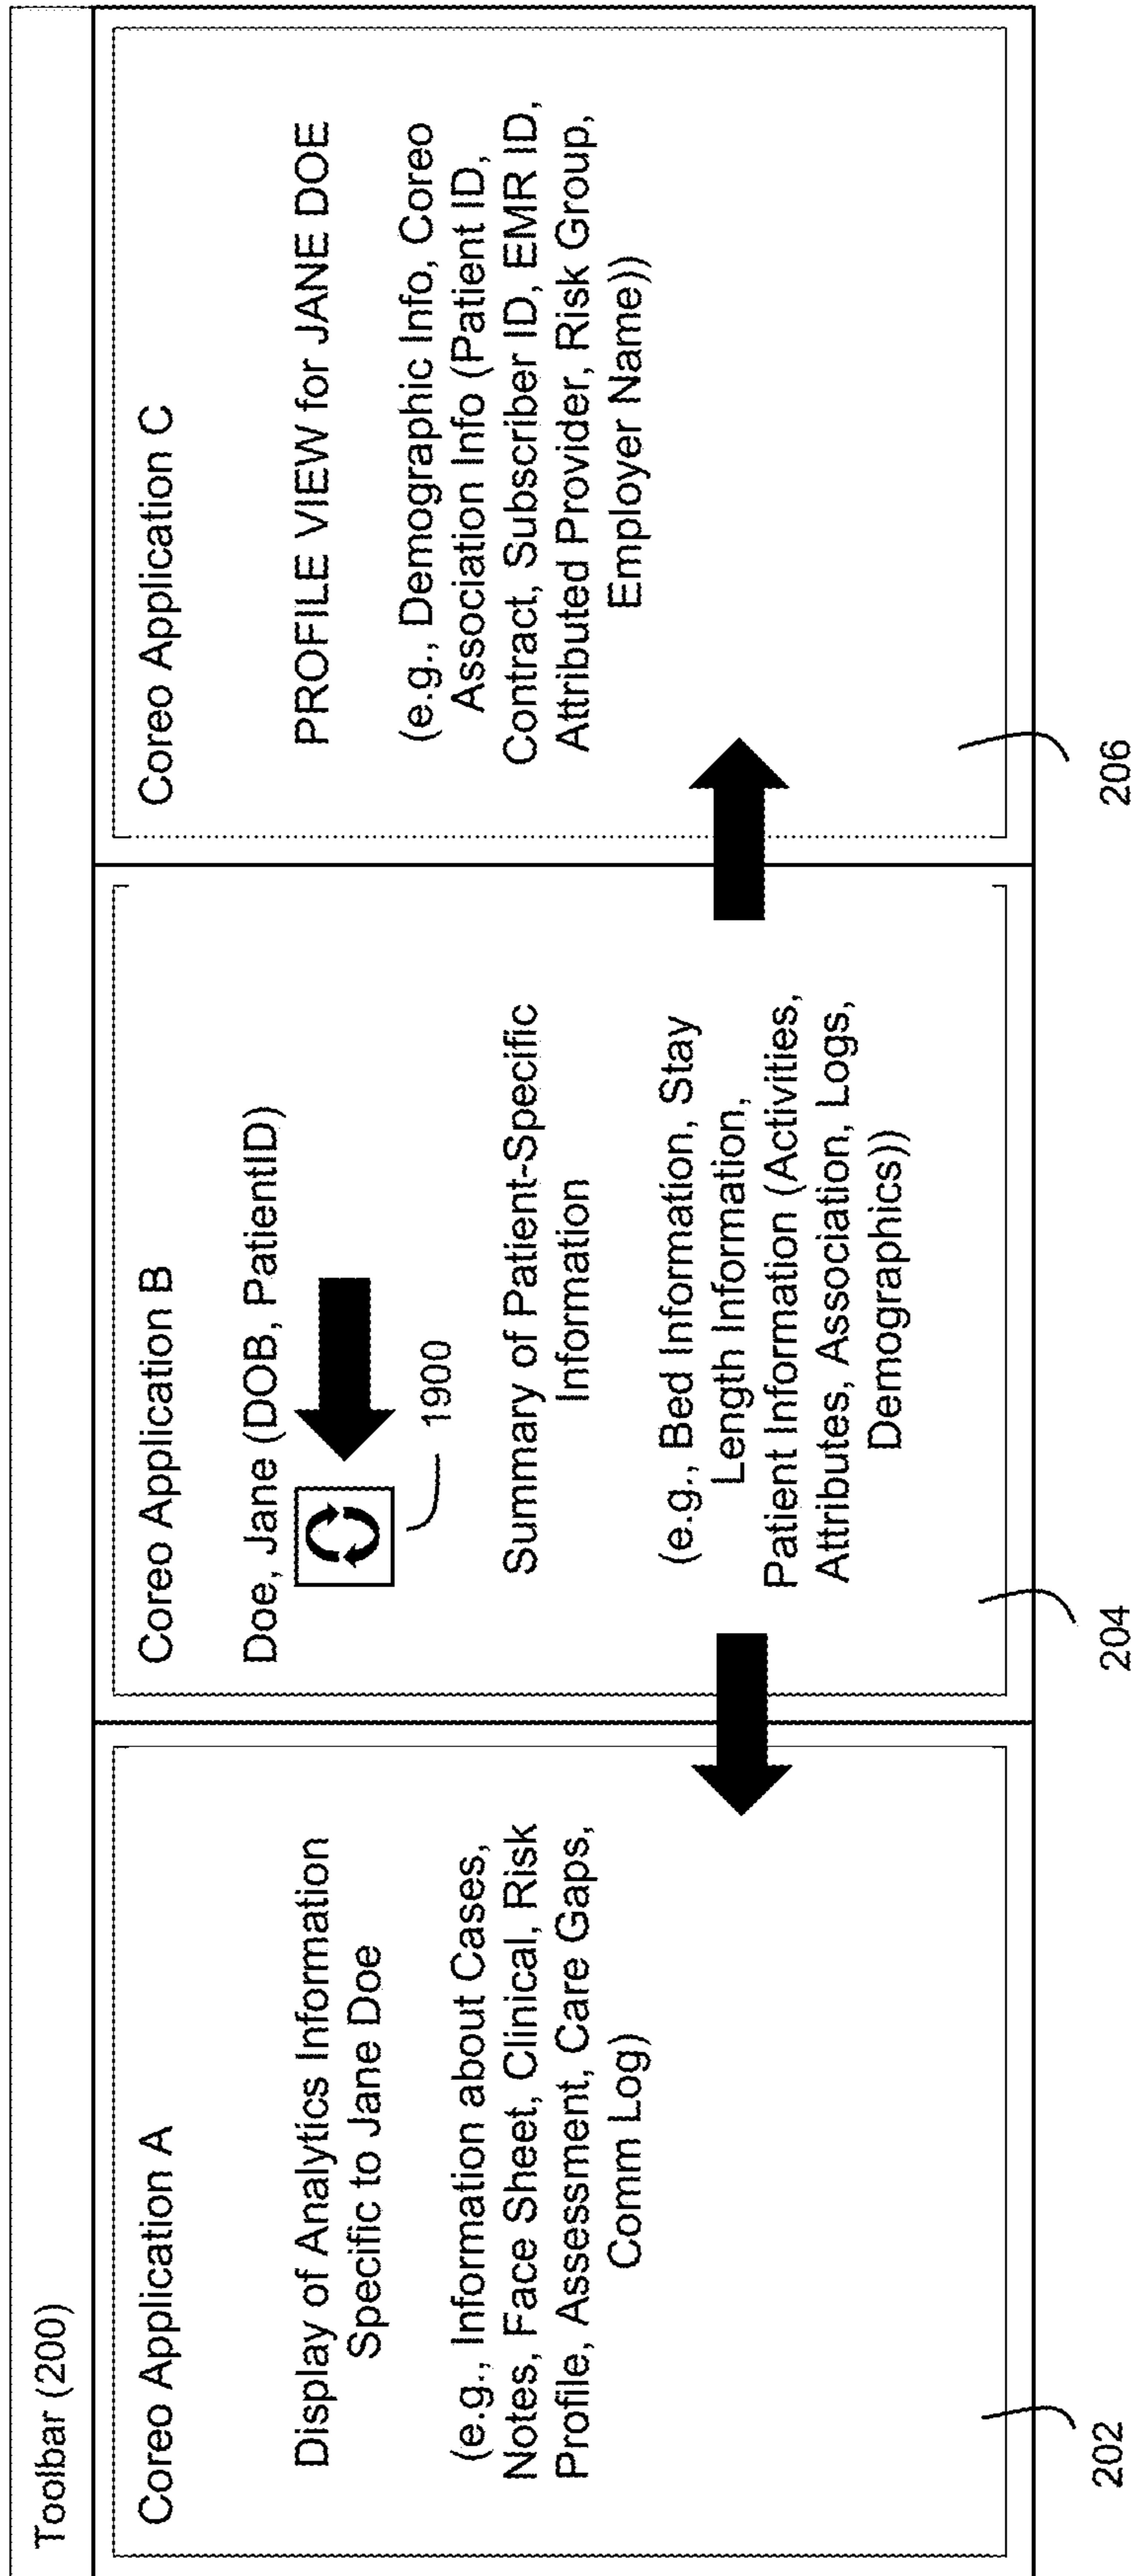 Toolbar (200)
Coreo Application A
Display of Analytics Information
Specific to Jane Doe
(e.g., Information about Cases,
Notes, Face Sheet, Clinical, Risk
Profile, Assessment, Care Gaps,
Comm Log)
202
Coreo Application B
Doe, Jane (DOB, PatientID)
1900
Summary of Patient-Specific
Information
(e.g., Bed Information, Stay
Length Information,
Patient Information (Activities,
Attributes, Association, Logs,
Demographics))
204
Coreo Application C
PROFILE VIEW for JANE DOE
(e.g., Demographic Info, Coreo
Association Info (Patient ID,
Contract, Subscriber ID, EMR ID,
Attributed Provider, Risk Group,
Employer Name))
206